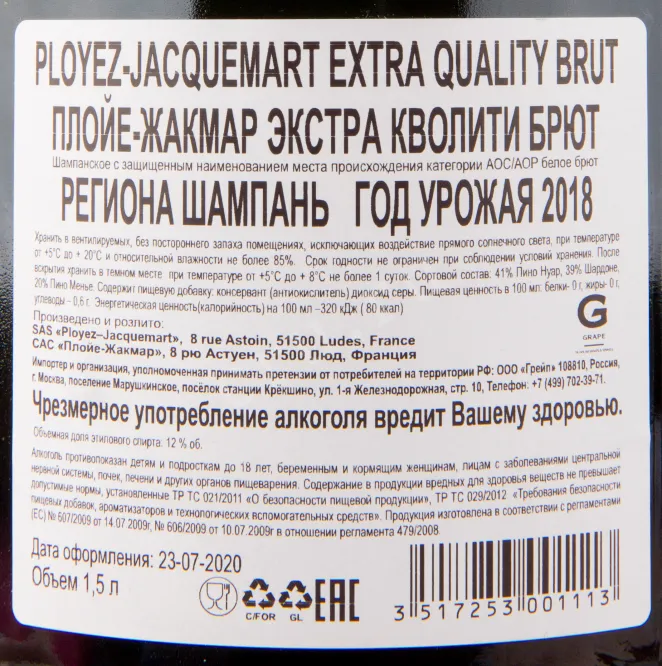 PLOYEZ-JACQUEMART EXTRA QUALITY BRUT
ПЛОЙЕ-ЖАКМАР ЭКСТРА КВОЛИТИ БРЮТ
Шампанское с защищенным наименованием места происхождения категории AOC/AOP белое брют
РЕГИОНА ШАМПАНЬ ГОД УРОЖАЯ 2018
Хранить в вентилируемых, без постороннего запаха помещениях, исключающих воздействие прямого солнечного света, при температуре
от +5°С до + 20°С и относительной влажности не более 85%. Срок годности не ограничен при соблюдении условий хранения. После
вскрытия хранить в темном месте при температуре от +5°С до + 8°С не более 1 суток. Сортовой состав: 41% Пино Нуар, 39% Шардоне,
20% Пино Менье. Содержит пищевую добавку: консервант (антиокислитель) диоксид серы. Пищевая ценность в 100 мл: белки- 0 г, жиры- 0 г,
углеводы - 0,6 г. Энергетическая ценность(калорийность) на 100 мл –320 кДж ( 80 ккал)
G
GRAPE
Произведено и розлито:
SAS «Ployez–Jacquemart», 8 rue Astoin, 51500 Ludes, France
САС «Плойе-Жакмар», 8 рю Астуен, 51500 Люд, Франция
Импортер и организация, уполномоченная принимать претензии от потребителей на территории РФ: ООО «Грейп» 108810, Россия,
г. Москва, поселение Марушкинское, посёлок станции Крёкшино, ул. 1-я Железнодорожная, стр. 10, Телефон: +7 (499) 702-39-71.
Чрезмерное употребление алкоголя вредит Вашему здоровью.
Объемная доля этилового спирта: 12 % об.
Алкоголь противопоказан детям и подросткам до 18 лет, беременным и кормящим женщинам, лицам с заболеваниями центральной
нервной системы, почек, печени и других органов пищеварения. Содержание в продукции вредных для здоровья веществ не превышает
допустимые нормы, установленные ТР ТС 021/2011 «О безопасности пищевой продукции», ТР ТС 029/2012 «Требования безопасности
пищевых добавок, ароматизаторов и технологических вспомогательных средств». Продукция изготовлена в соответствии с регламентами
(ЕС) № 607/2009 от 14.07.2009г, № 606/2009 от 10.07.2009г в отношении регламента 479/2008.
Дата оформления: 23-07-2020
Объем 1,5 л
C/FOR GL
EAC
3 517253 001113